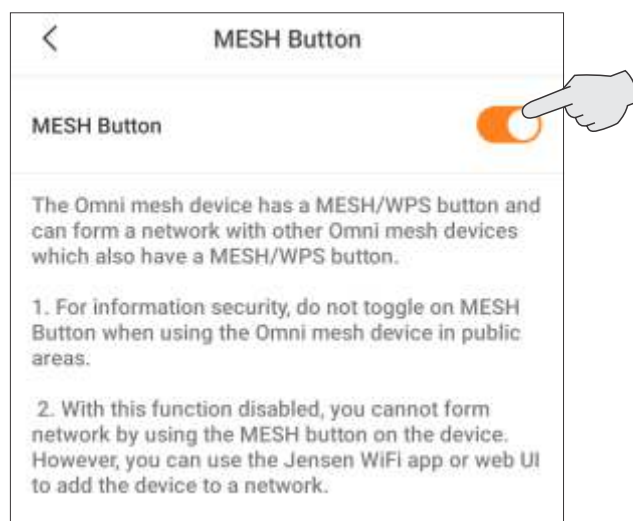 MESH Button
MESH Button
The Omni mesh device has a MESH/WPS button and
can form a network with other Omni mesh devices
which also have a MESH/WPS button.
1. For information security, do not toggle on MESH
Button when using the Omni mesh device in public
areas.
2. With this function disabled, you cannot form
network by using the MESH button on the device.
However, you can use the Jensen WiFi app or web UI
to add the device to a network.